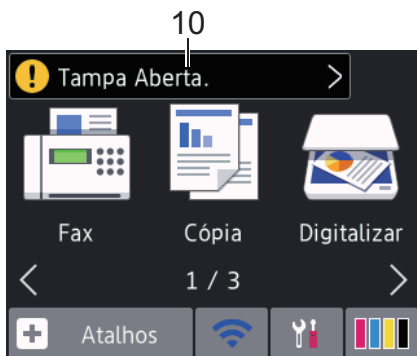 10
Tampa Aberta.
Fax Cópia Digitalizar
1 / 3
Atalhos